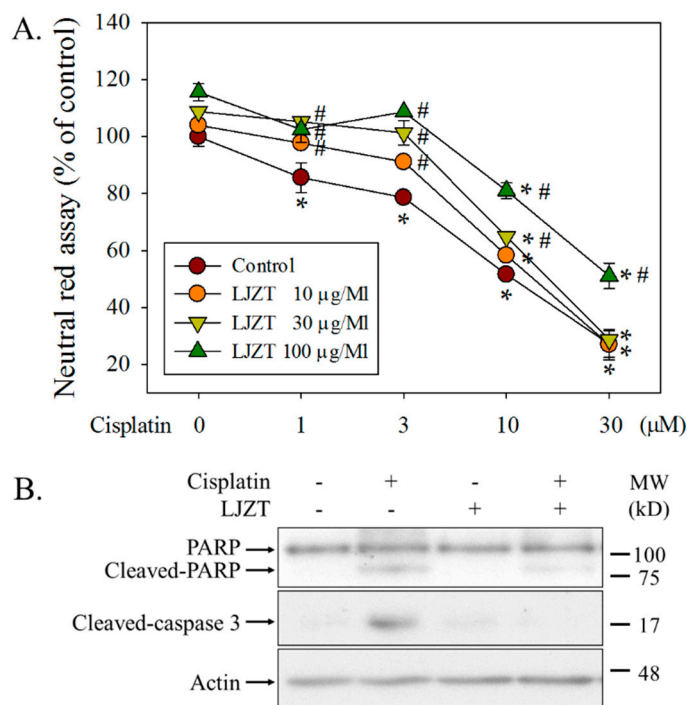 A.
Neutral red assay (% of control)
140
120
100
80
60
40
20
# # # # # #
* * * # * # * * * # * * *
Control
LJZT 10 µg/Ml
LJZT 30 µg/Ml
LJZT 100 µg/Ml
Cisplatin 0 1 3 10 30 (µM)
B.
Cisplatin - + - + MW
LJZT - - + + (kD)
PARP
100
Cleaved-PARP
75
Cleaved-caspase 3
17
48
Actin